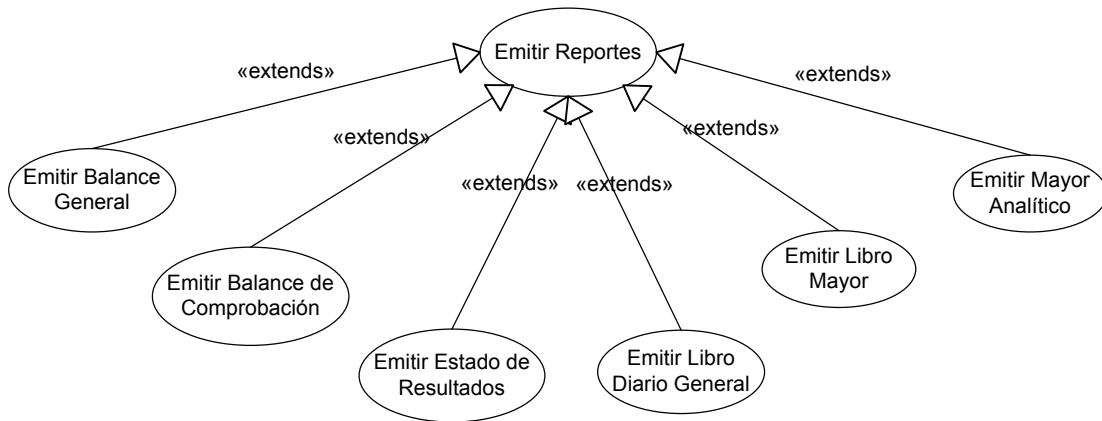 Emitir Reportes
«extends»
«extends»
«extends»
«extends»
«extends»
«extends»
Emitir Balance
General
Emitir Mayor
Analítico
Emitir Balance de
Comprobación
Emitir Libro
Mayor
Emitir Estado de
Resultados
Emitir Libro
Diario General